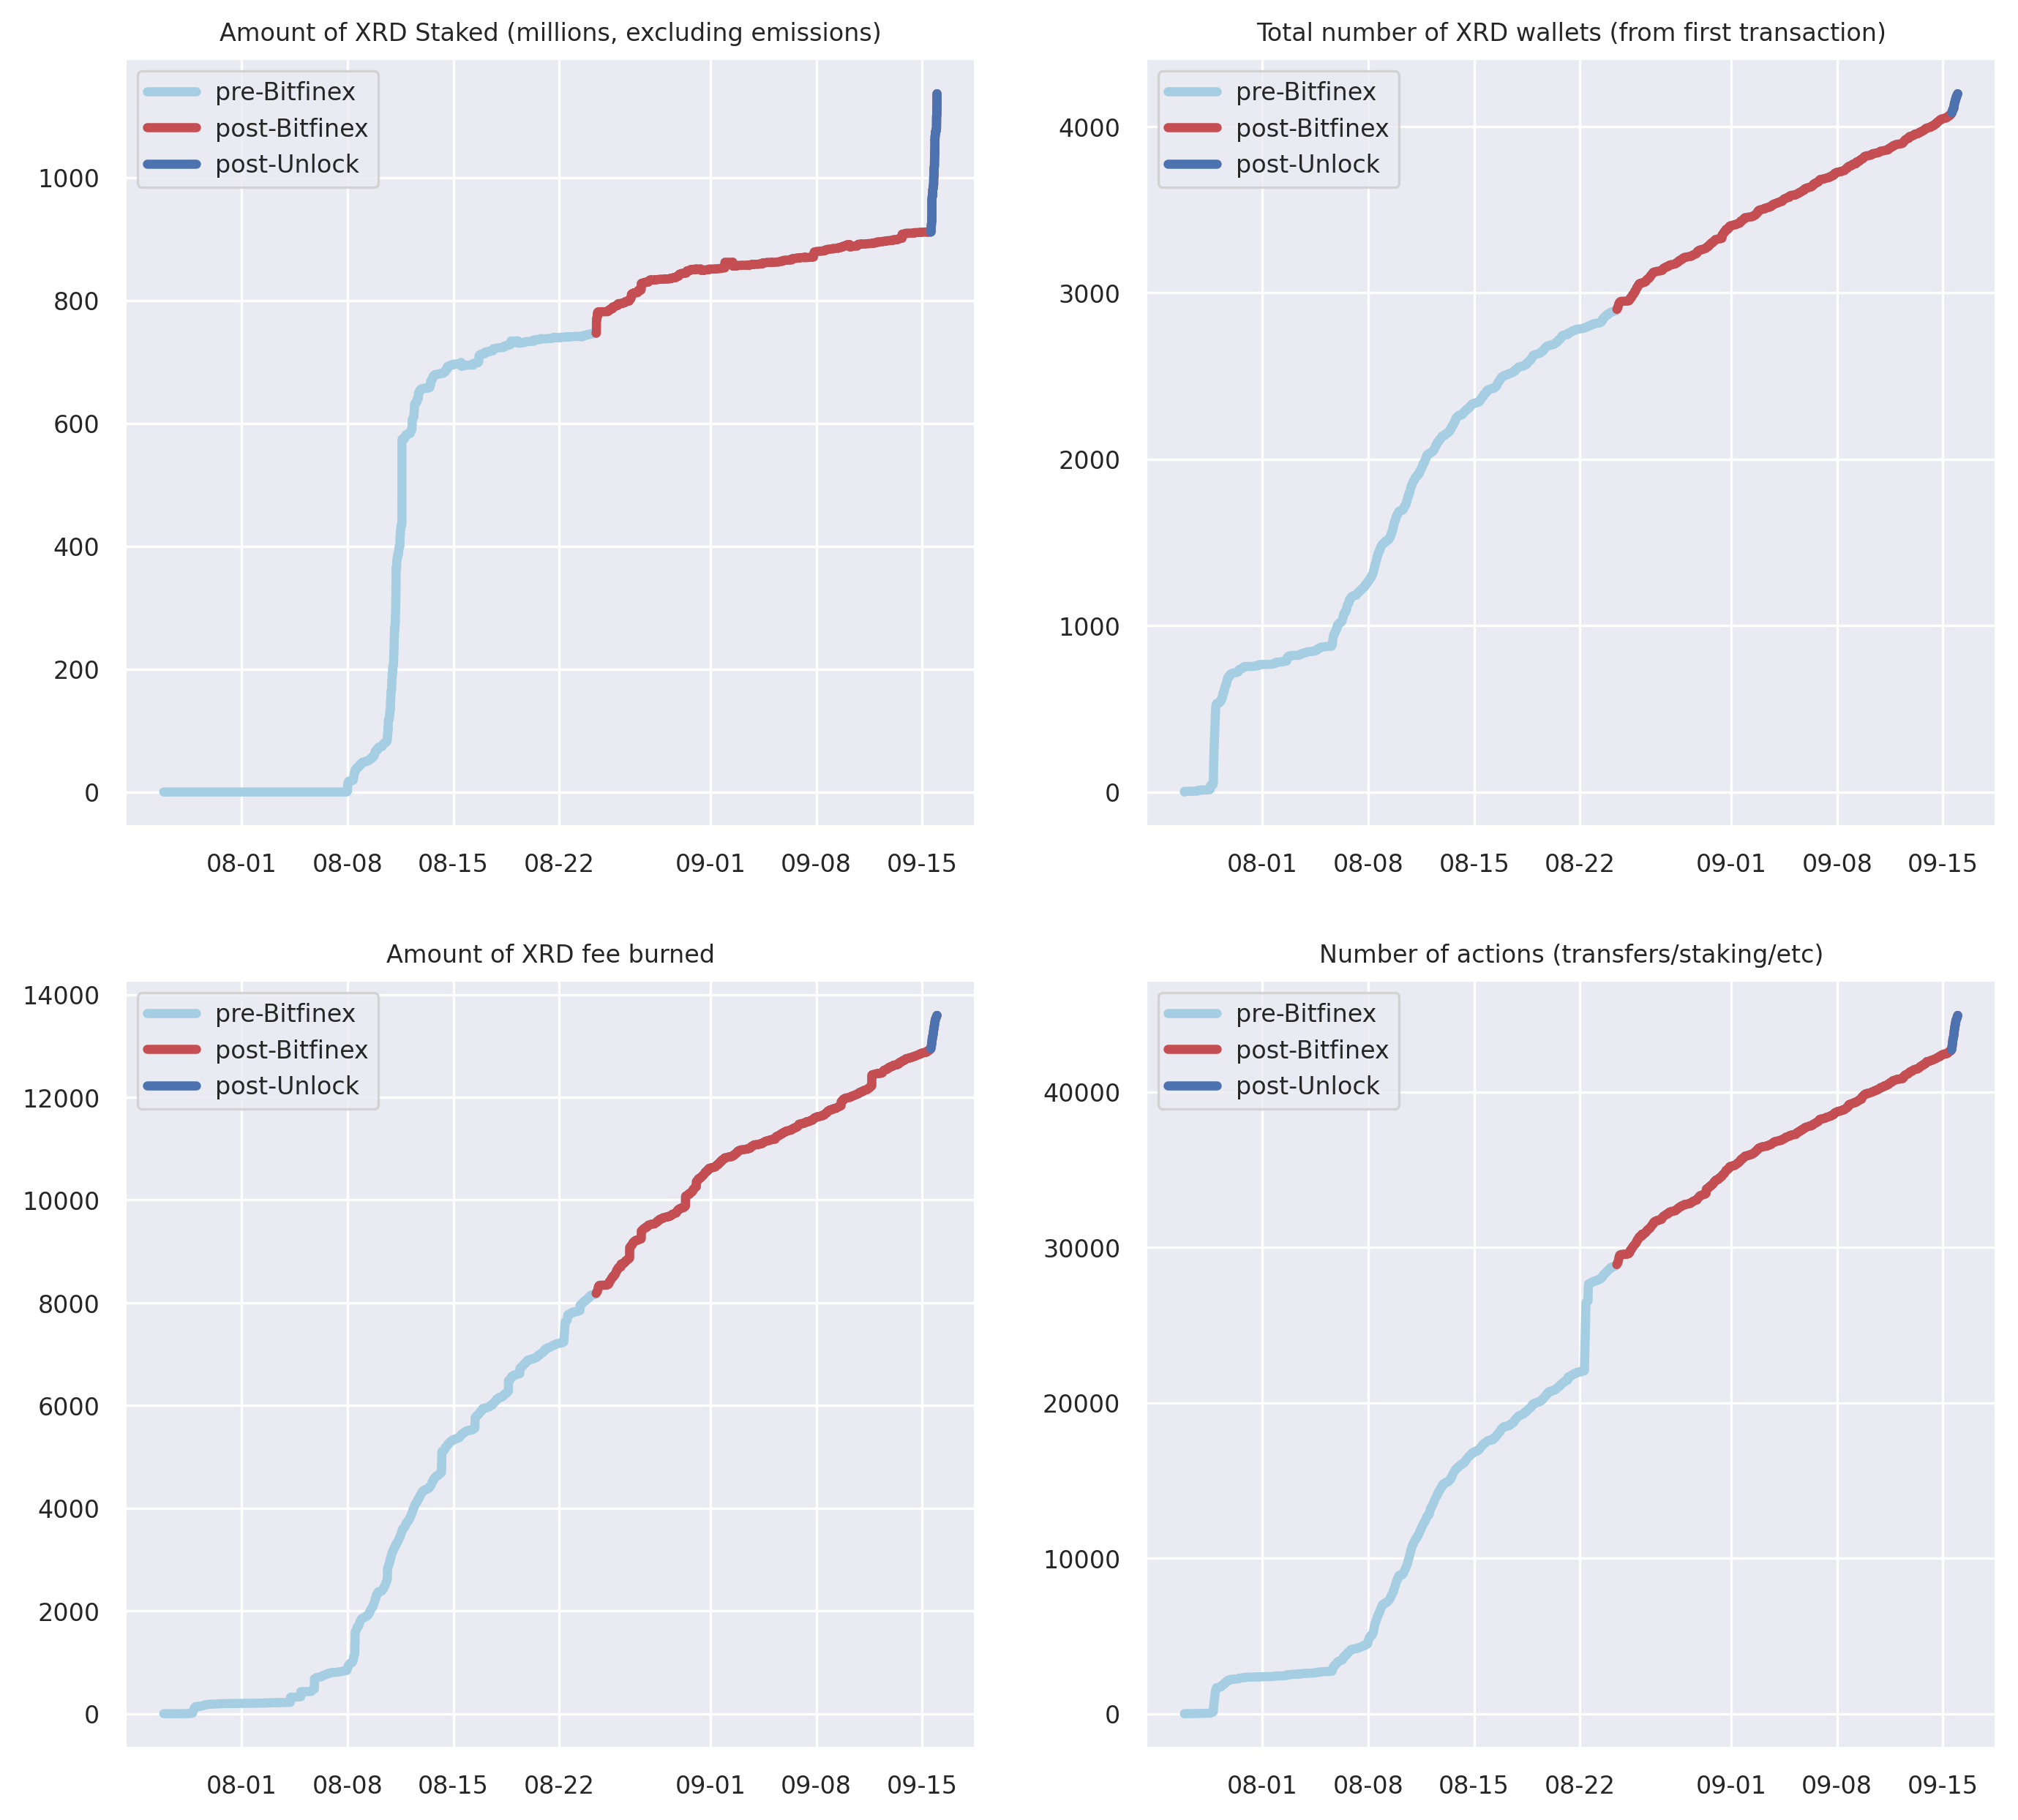 Amount of XRD Staked (millions, excluding emissions)
pre-Bitfinex
post-Bitfinex
post-Unlock
1000
800
600
400
200
0
08-01 08-08 08-15 08-22 09-01 09-08 09-15
Total number of XRD wallets (from first transaction)
pre-Bitfinex
post-Bitfinex
post-Unlock
4000
3000
2000
1000
0
08-01 08-08 08-15 08-22 09-01 09-08 09-15
Amount of XRD fee burned
pre-Bitfinex
post-Bitfinex
post-Unlock
14000
12000
10000
8000
6000
4000
2000
0
08-01 08-08 08-15 08-22 09-01 09-08 09-15
Number of actions (transfers/staking/etc)
pre-Bitfinex
post-Bitfinex
post-Unlock
40000
30000
20000
10000
0
08-01 08-08 08-15 08-22 09-01 09-08 09-15